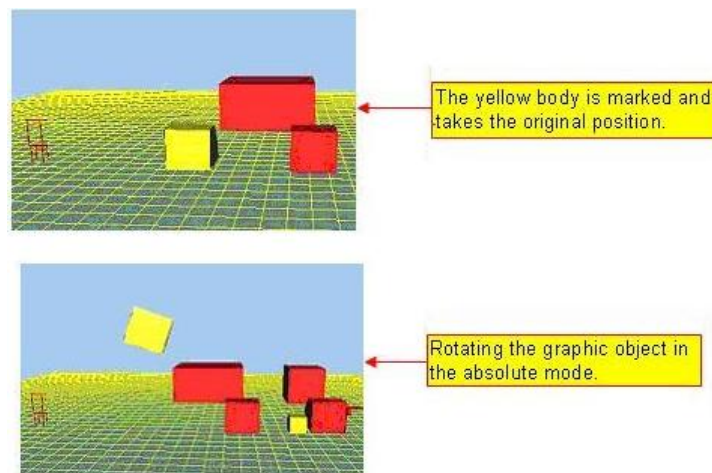 The yellow body is marked and
takes the original position.
Rotating the graphic object in
the absolute mode.